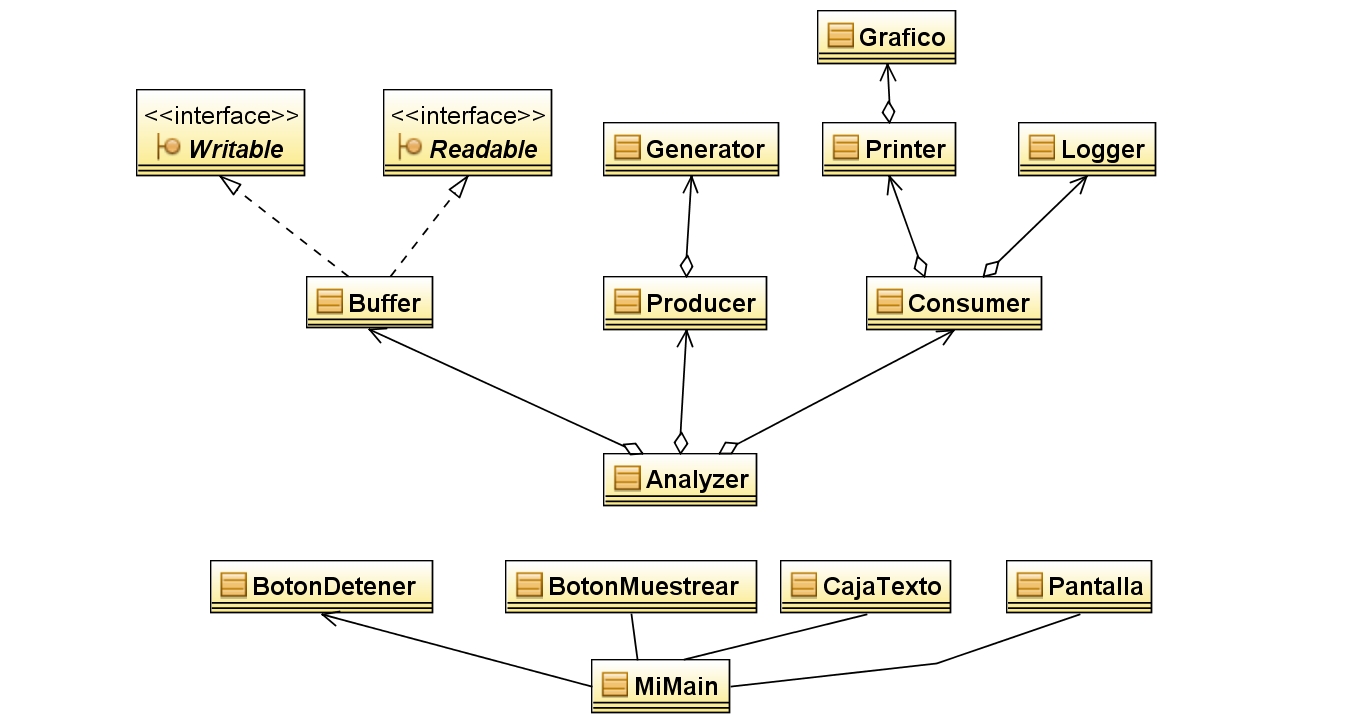 Grafico
<<interface>>
Writable
<<interface>>
Readable
Generator
Printer
Logger
Buffer
Producer
Consumer
Analyzer
BotonDetener
BotonMuestrear
CajaTexto
Pantalla
MiMain